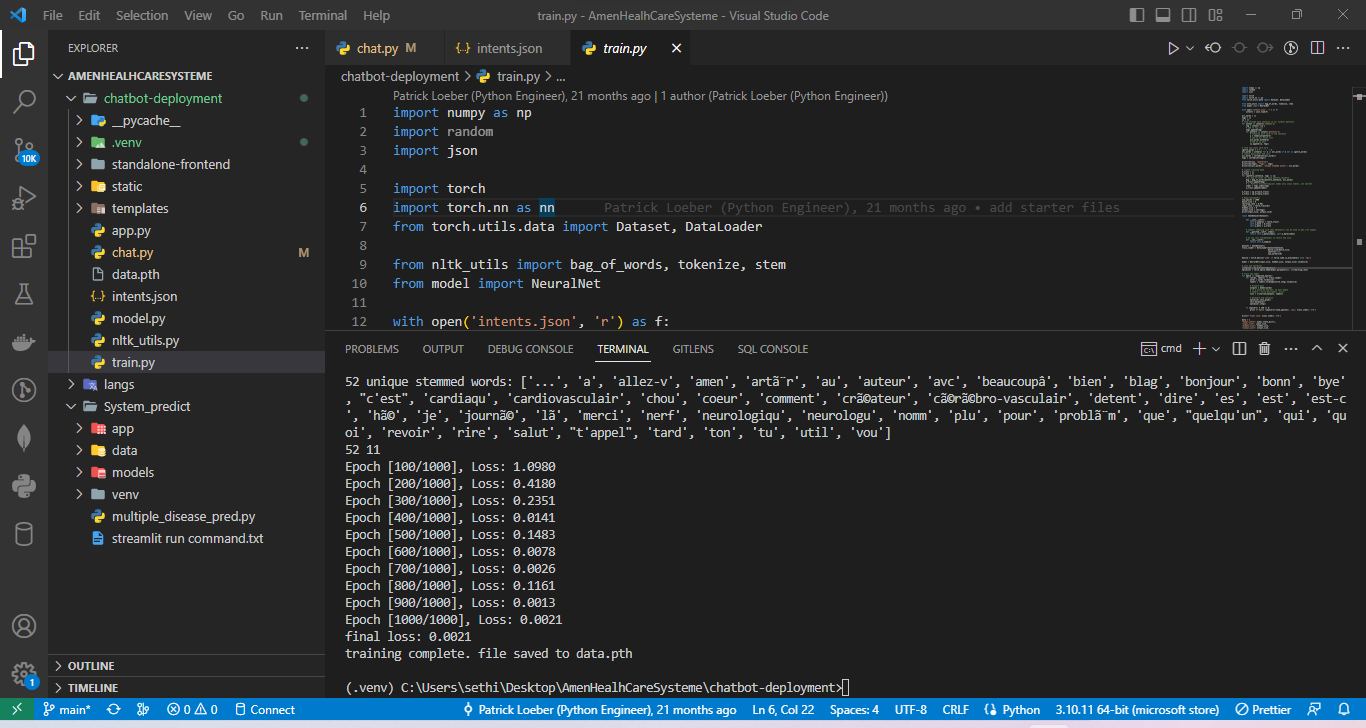 File Edit Selection View Go Run Terminal Help
train.py - AmenHealhCareSysteme - Visual Studio Code
EXPLORER
AMENHEALHCARESYSTEME
chatbot-deployment
__pycache__
.venv
standalone-frontend
static
templates
app.py
chat.py M
data.pth
intents.json
model.py
nltk_utils.py
train.py
langs
System_predict
app
data
models
venv
multiple_disease_pred.py
streamlit run command.txt
OUTLINE
TIMELINE
10K
1
chat.py M intents.json train.py
chatbot-deployment > train.py > ...
Patrick Loeber (Python Engineer), 21 months ago | 1 author (Patrick Loeber (Python Engineer))
1 import numpy as np
2 import random
3 import json
4
5 import torch
6 import torch.nn as nn Patrick Loeber (Python Engineer), 21 months ago • add starter files
7 from torch.utils.data import Dataset, DataLoader
8
9 from nltk_utils import bag_of_words, tokenize, stem
10 from model import NeuralNet
11
12 with open('intents.json', 'r') as f:
PROBLEMS OUTPUT DEBUG CONSOLE TERMINAL GITLENS SQL CONSOLE
cmd
52 unique stemmed words: ['...', 'a', 'allez-v', 'amen', 'artã¨r', 'au', 'auteur', 'avc', 'beaucoupâ', 'bien', 'blag', 'bonjour', 'bonn', 'bye
', "c'est", 'cardiaqu', 'cardiovasculair', 'chou', 'coeur', 'comment', 'crã©ateur', 'cã©rã©bro-vasculair', 'detent', 'dire', 'es', 'est', 'est-c
', 'hã©', 'je', 'journã©', 'lã', 'merci', 'nerf', 'neurologiqu', 'neurologu', 'nomm', 'plu', 'pour', 'problã¨m', 'que', "quelqu'un", 'qui', 'qu
oi', 'revoir', 'rire', 'salut', "t'appel", 'tard', 'ton', 'tu', 'util', 'vou']
52 11
Epoch [100/1000], Loss: 1.0980
Epoch [200/1000], Loss: 0.4180
Epoch [300/1000], Loss: 0.2351
Epoch [400/1000], Loss: 0.0141
Epoch [500/1000], Loss: 0.1483
Epoch [600/1000], Loss: 0.0078
Epoch [700/1000], Loss: 0.0026
Epoch [800/1000], Loss: 0.1161
Epoch [900/1000], Loss: 0.0013
Epoch [1000/1000], Loss: 0.0021
final loss: 0.0021
training complete. file saved to data.pth
(.venv) C:\Users\sethi\Desktop\AmenHealhCareSysteme\chatbot-deployment>
main* 0 0 Connect Patrick Loeber (Python Engineer), 21 months ago Ln 6, Col 22 Spaces: 4 UTF-8 CRLF Python 3.10.11 64-bit (microsoft store) Prettier